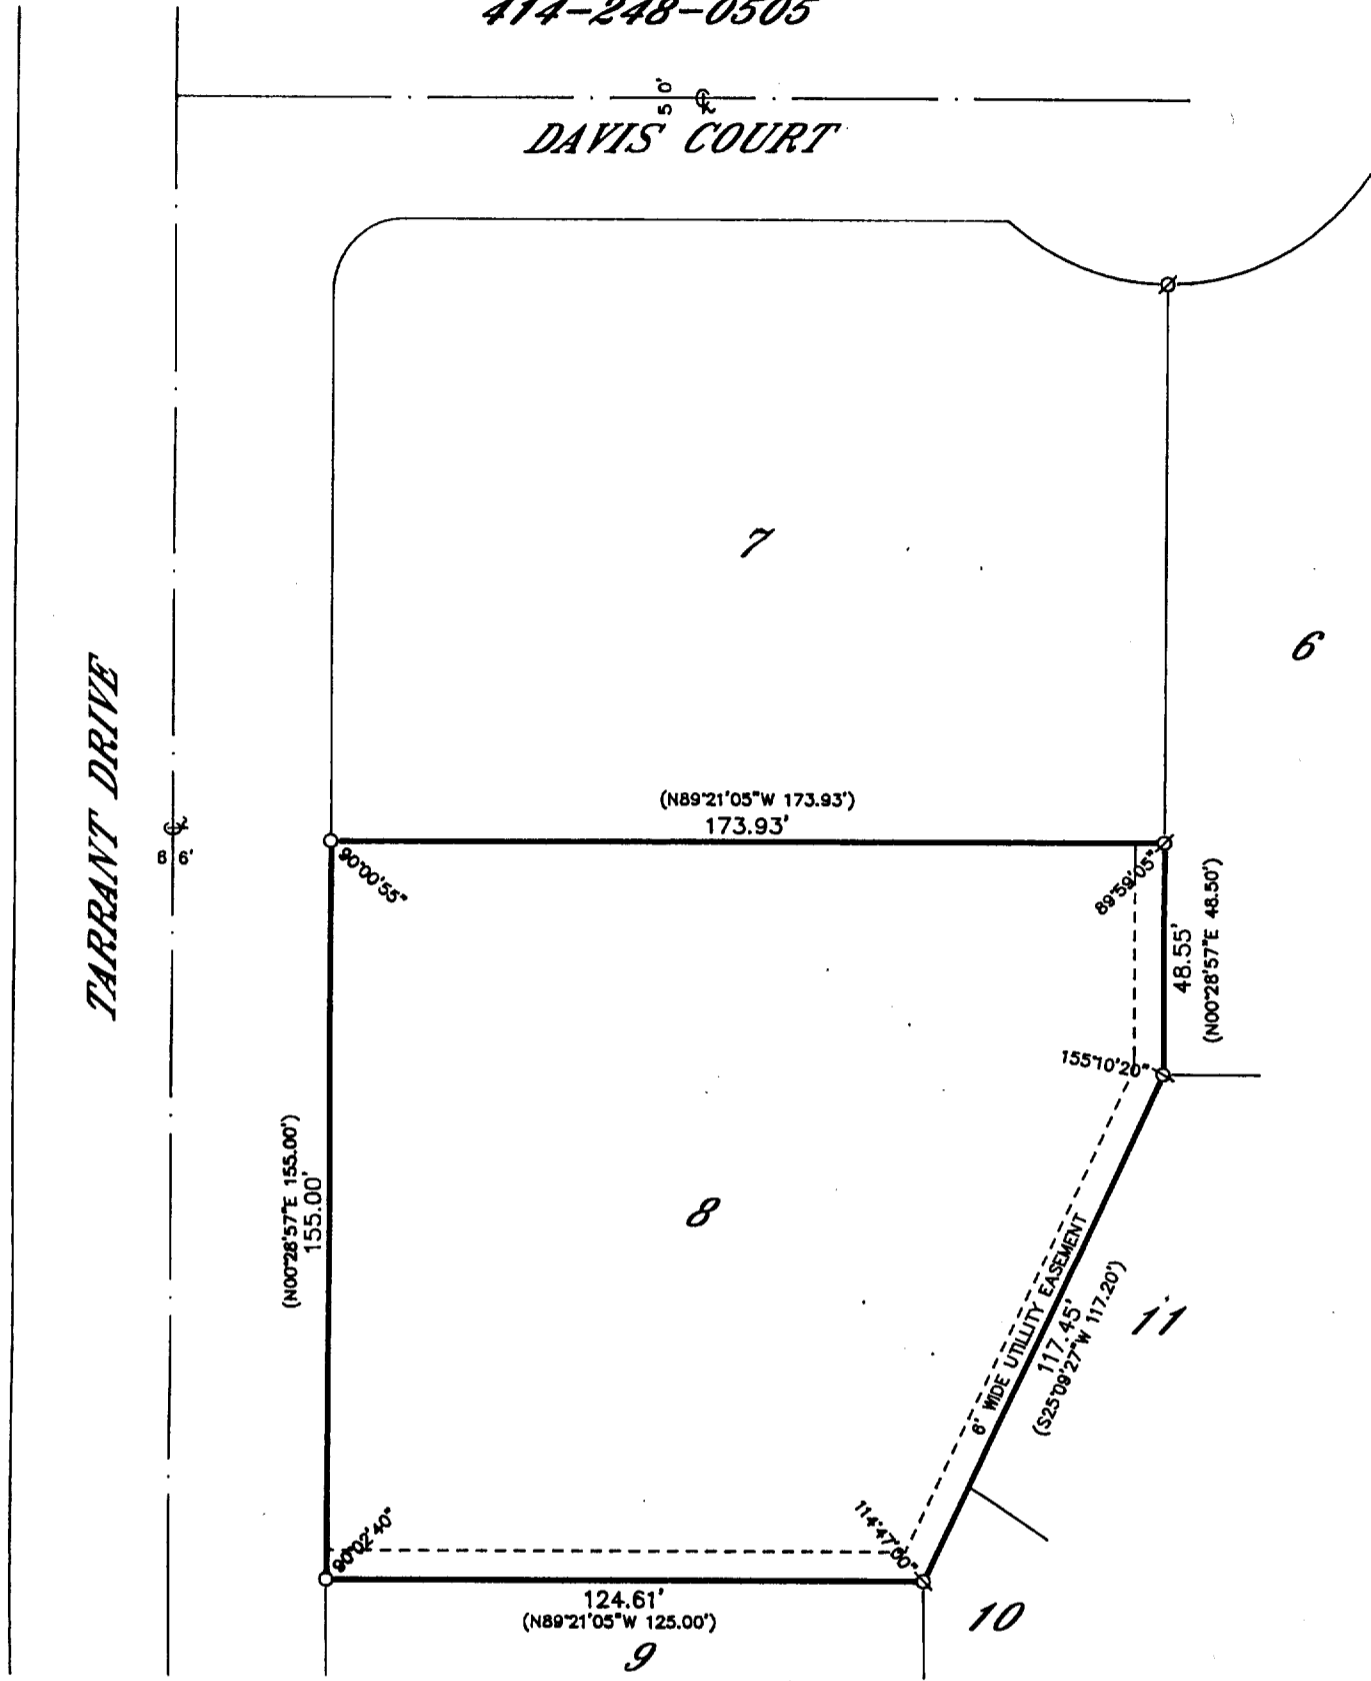 414-248-0505
50'
DAVIS COURT
7
6
TARRANT DRIVE
86'
(N89°21'05"W 173.93')
173.93'
90°00'55"
89°59'05"
48.55'
(N00°28'57"E 48.50')
155°10'20"
(N00°28'57"E 155.00')
155.00'
8
6' WIDE UTILLITY EASEMENT
117.45'
(S25°09'27"W 117.20')
11
90°02'40"
114°47'00"
124.61'
(N89°21'05"W 125.00')
10
9